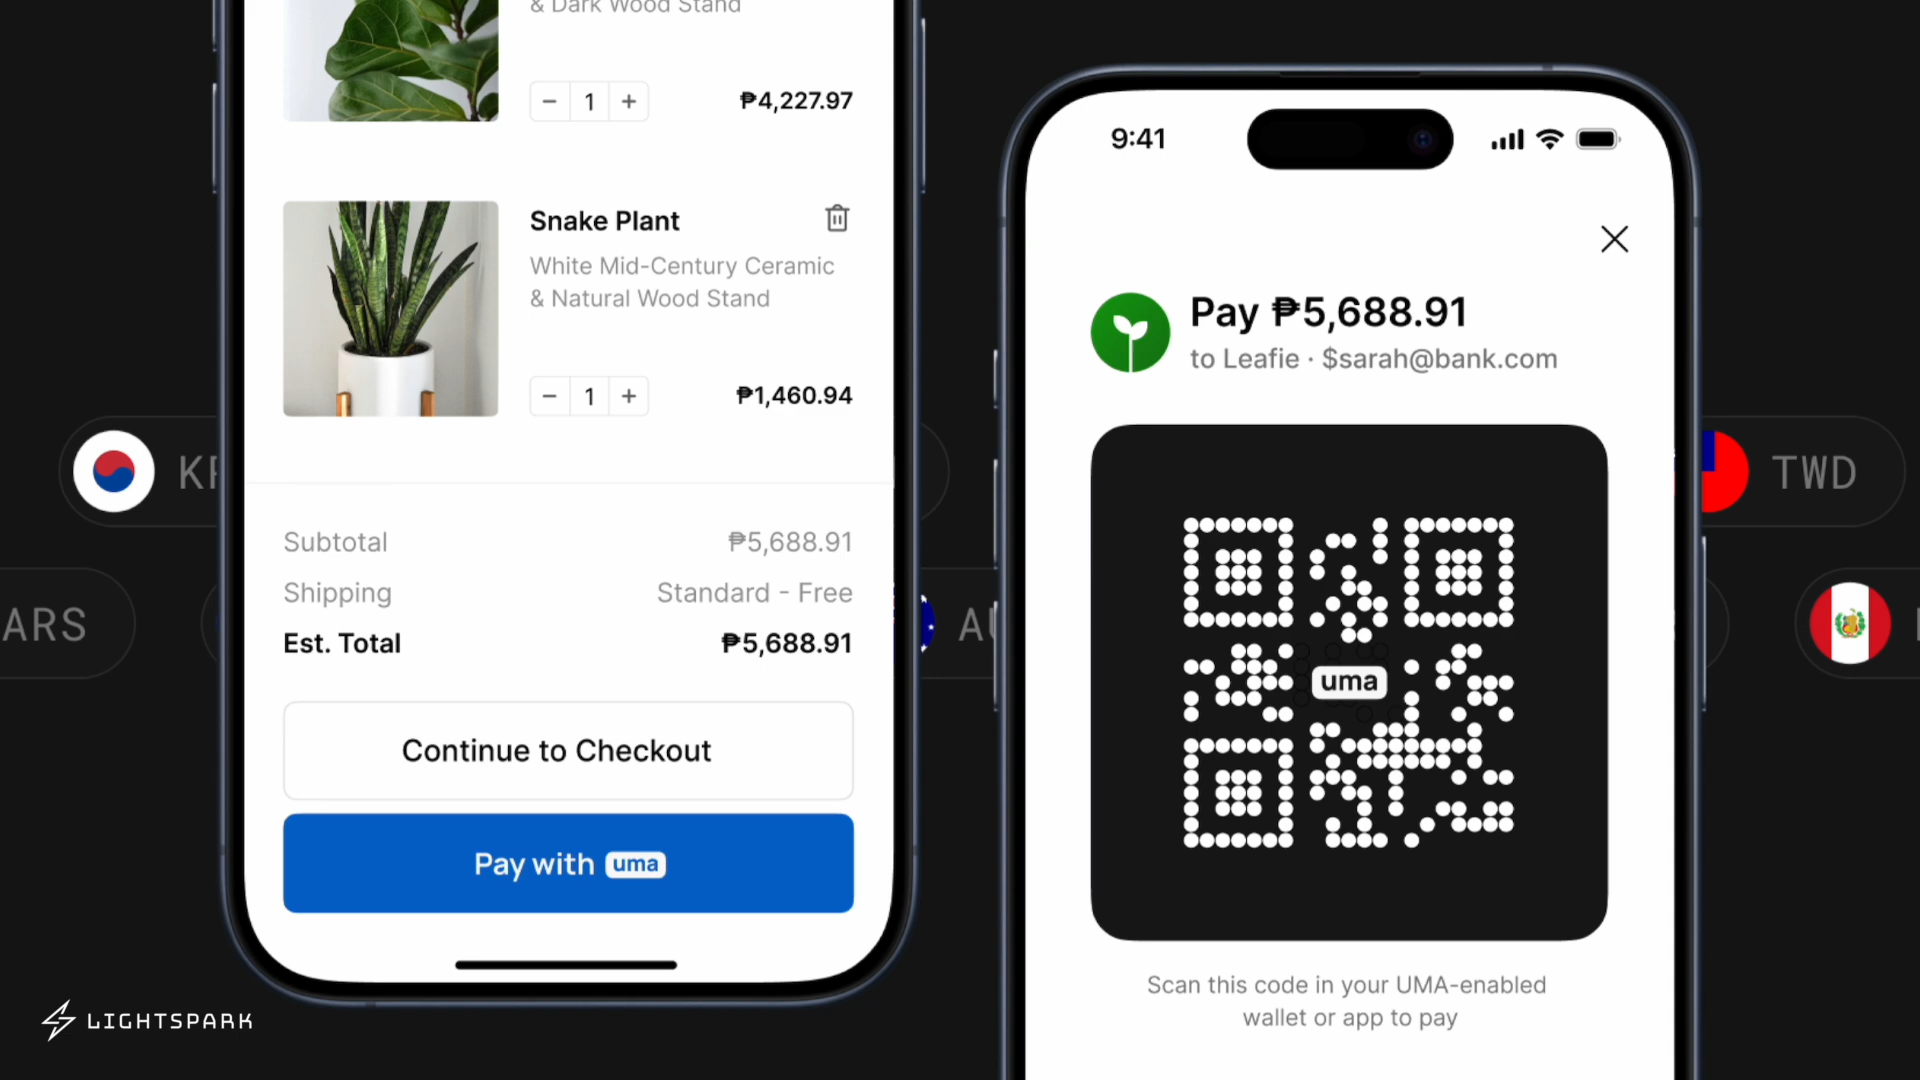 & Dark Wood Stand
− 1 +
₱4,227.97
Snake Plant
White Mid-Century Ceramic
& Natural Wood Stand
− 1 +
₱1,460.94
Subtotal
₱5,688.91
Shipping
Standard - Free
Est. Total
₱5,688.91
Continue to Checkout
Pay with uma
9:41
Pay ₱5,688.91
to Leafie · $sarah@bank.com
uma
Scan this code in your UMA-enabled
wallet or app to pay
TWD
ARS
LIGHTSPARK